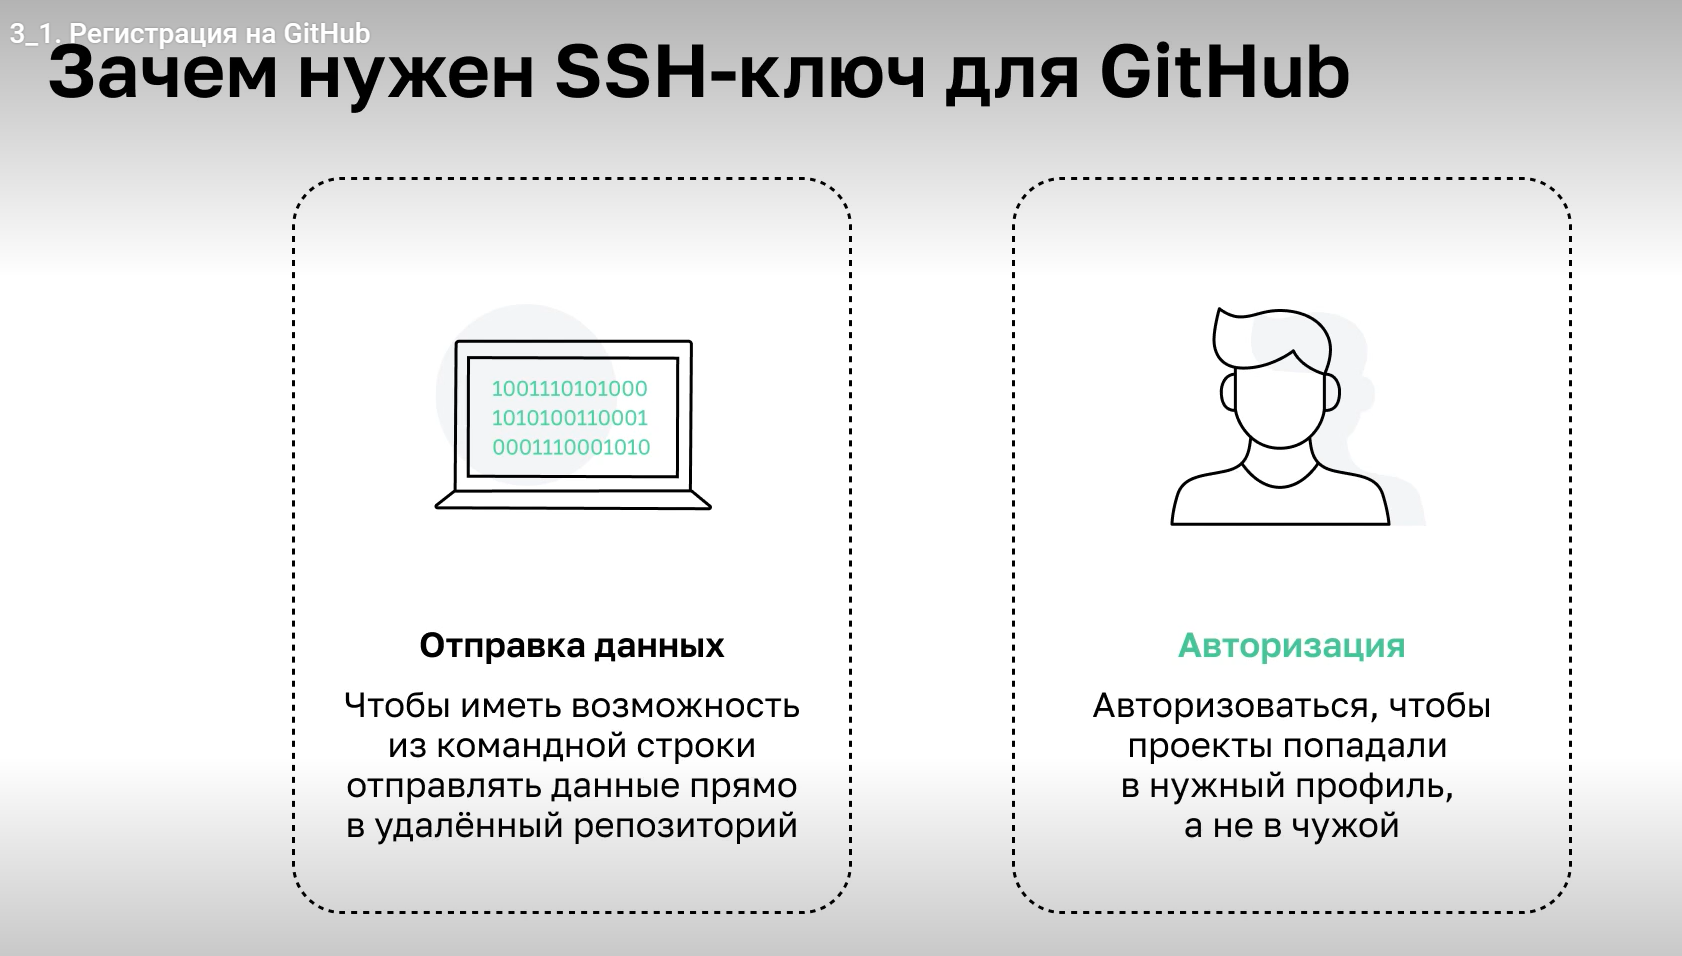 3_1. Регистрация на GitHub
Зачем нужен SSH-ключ для GitHub
1001110101000
1010100110001
0001110001010
Отправка данных
Чтобы иметь возможность
из командной строки
отправлять данные прямо
в удалённый репозиторий
Авторизация
Авторизоваться, чтобы
проекты попадали
в нужный профиль,
а не в чужой